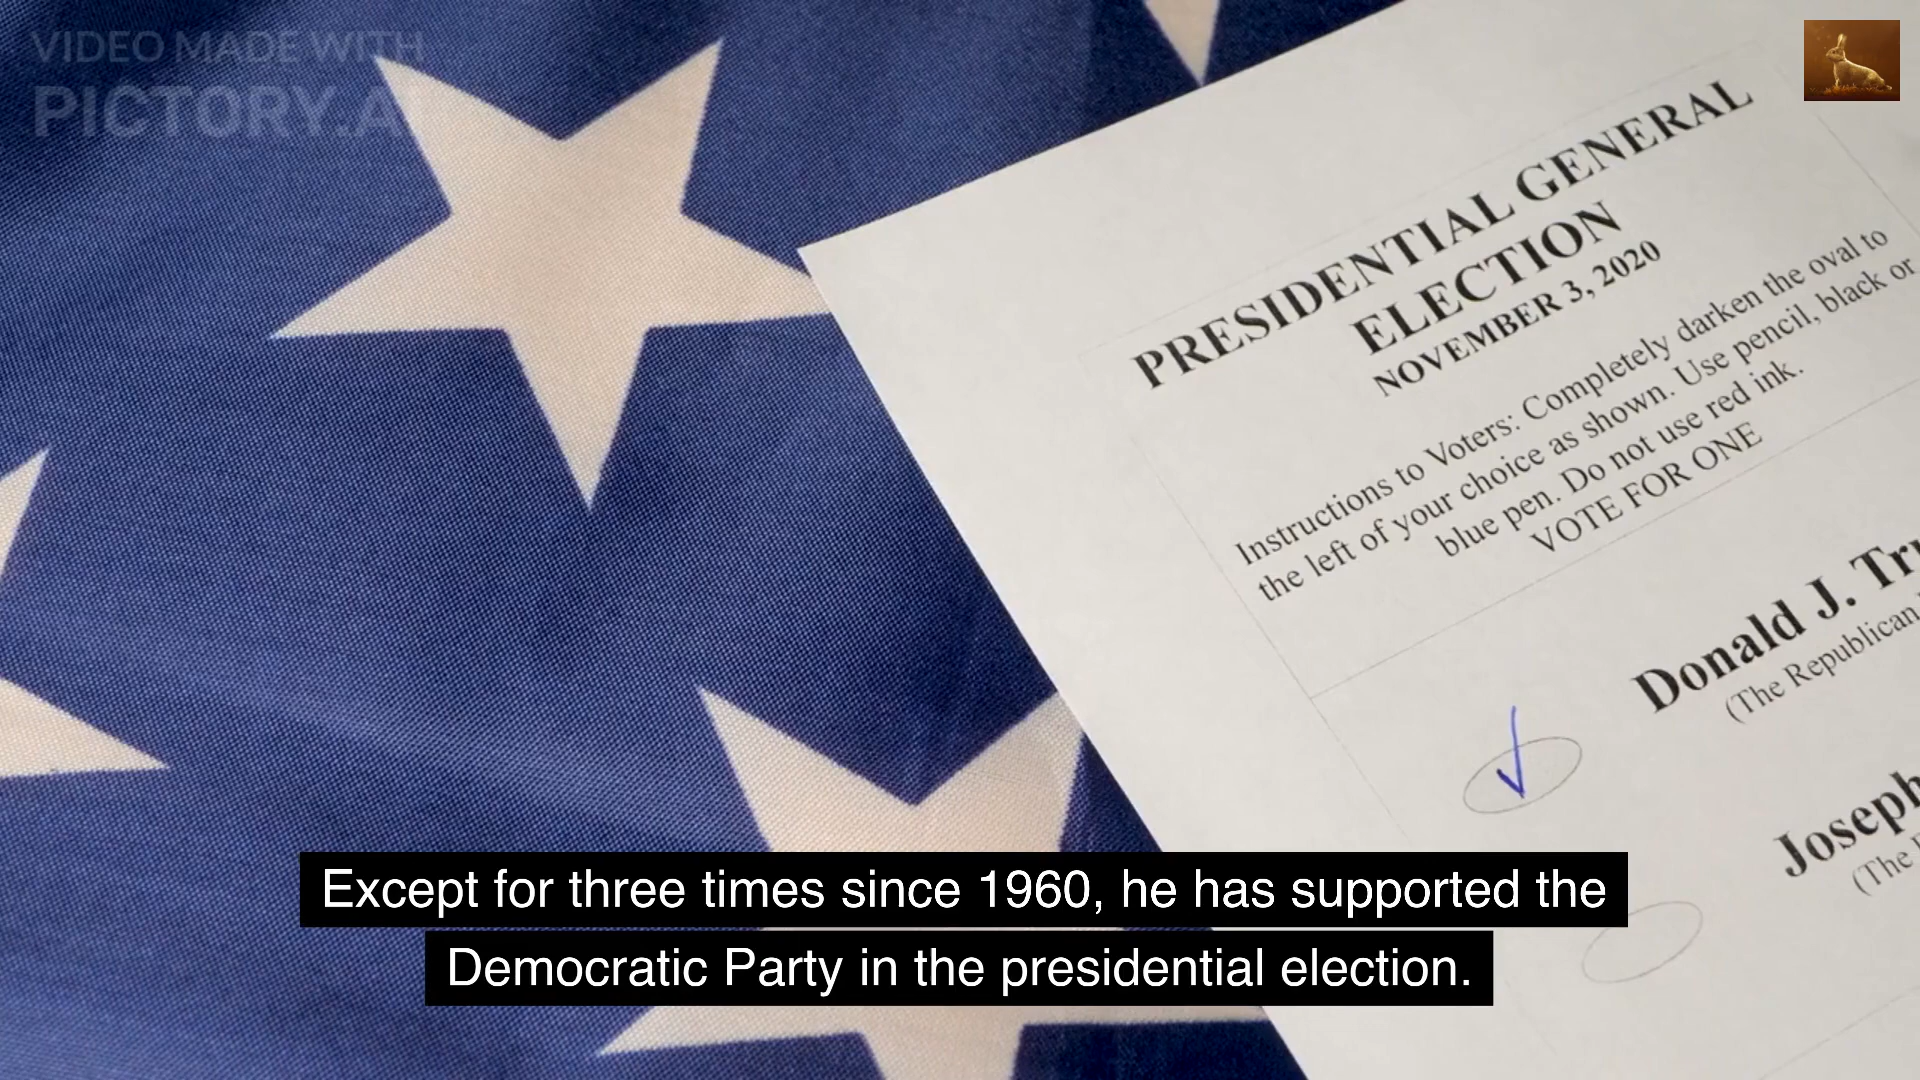 VIDEO MADE WITH
PICTORY.A
PRESIDENTIAL GENERAL
ELECTION
NOVEMBER 3, 2020
Instructions to Voters: Completely darken the oval to
the left of your choice as shown. Use pencil, black or
blue pen. Do not use red ink.
VOTE FOR ONE
Donald J. Tru
(The Republican
Joseph
(The
Except for three times since 1960, he has supported the
Democratic Party in the presidential election.